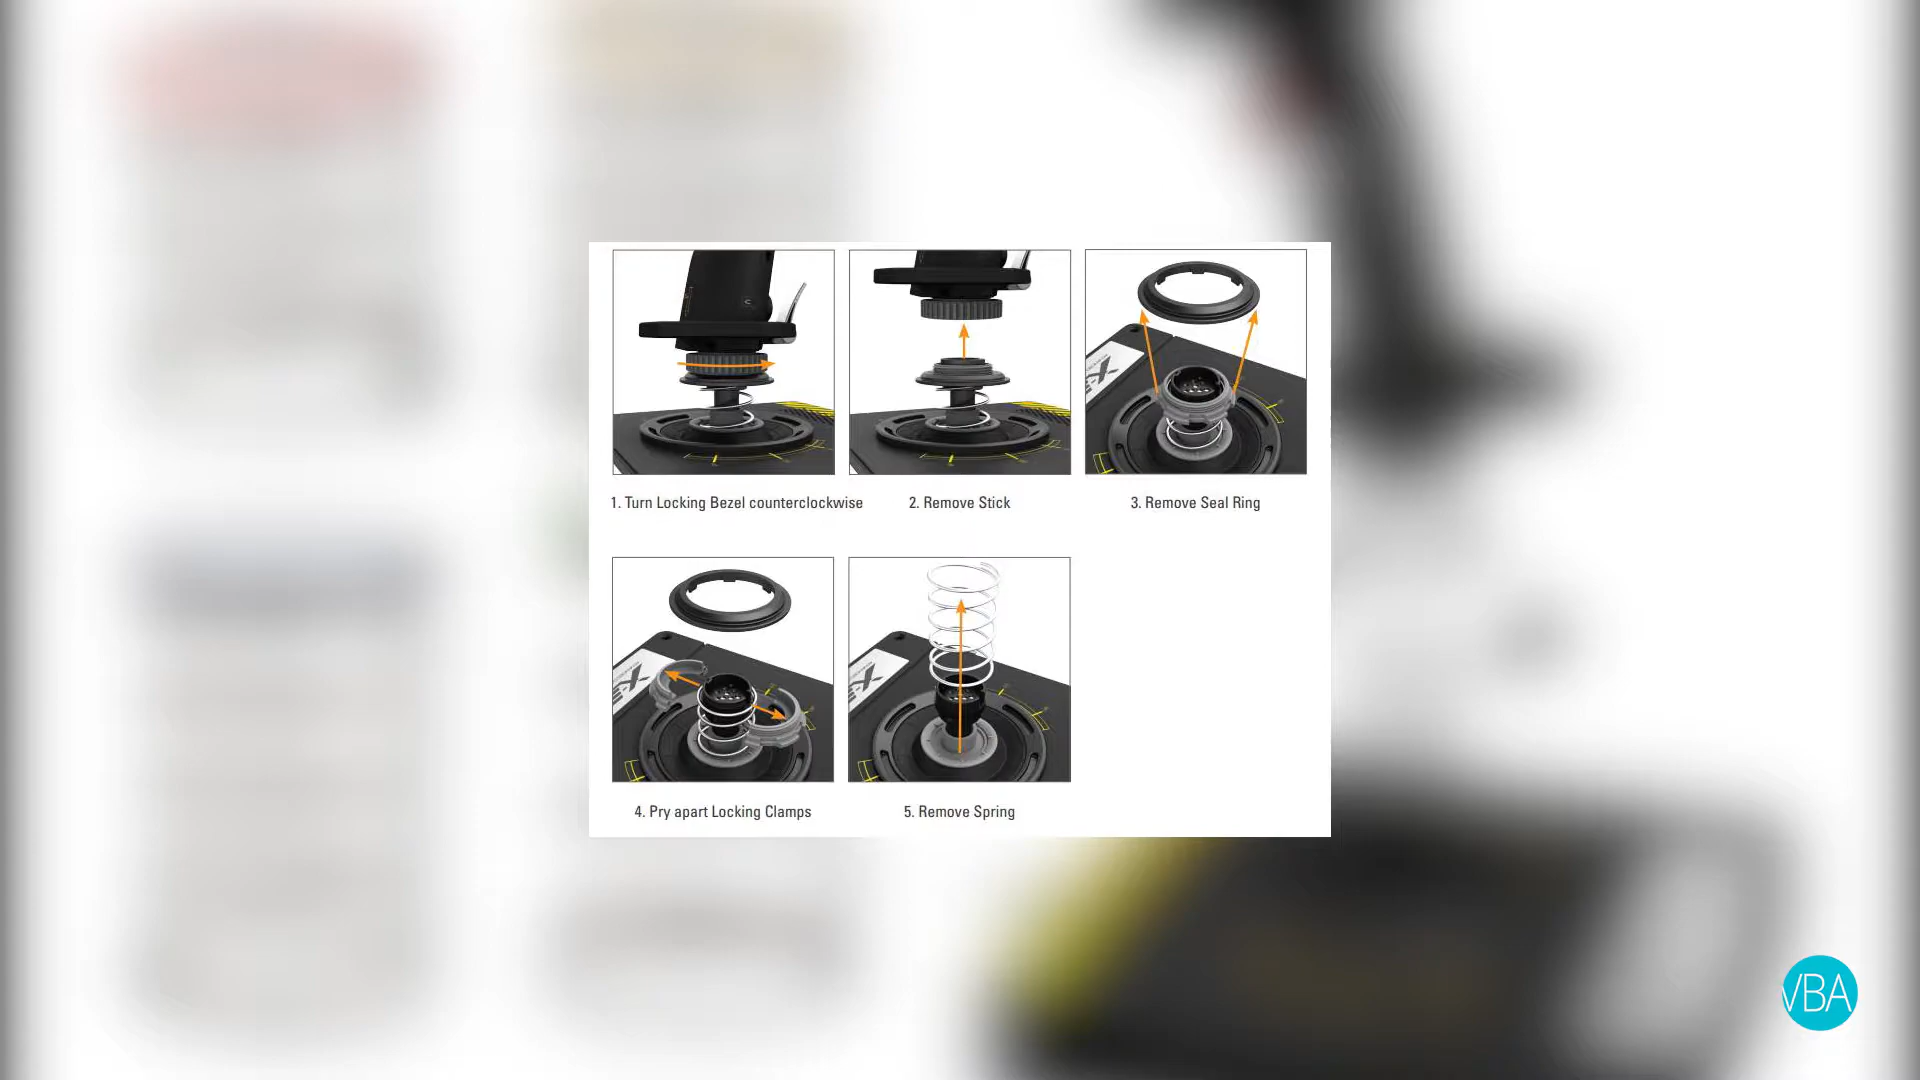 1. Turn Locking Bezel counterclockwise
2. Remove Stick
3. Remove Seal Ring
4. Pry apart Locking Clamps
5. Remove Spring
VBA